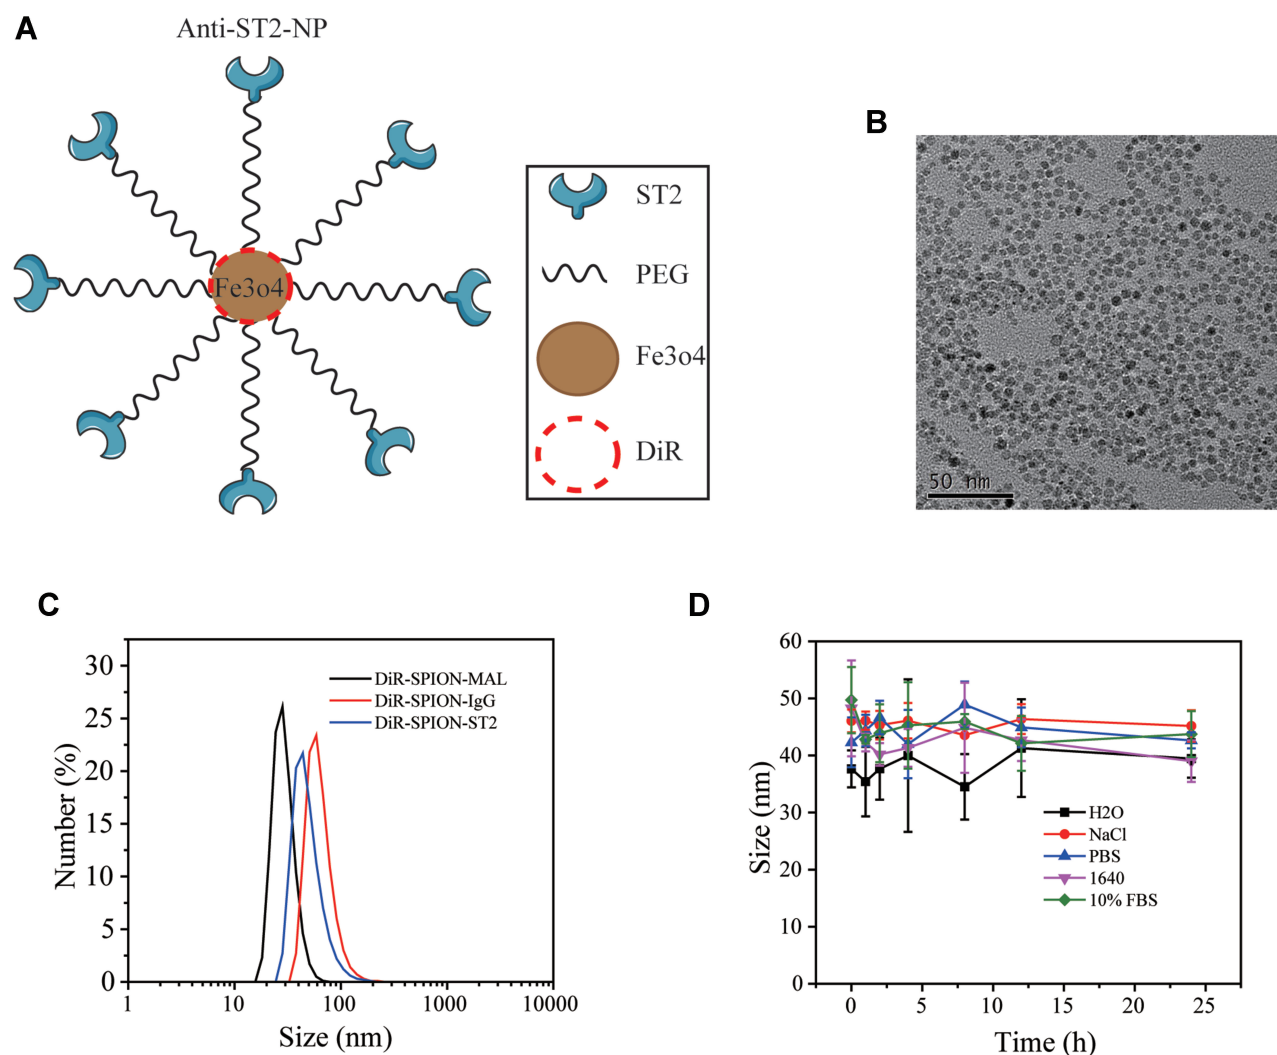 A
Anti-ST2-NP
Fe3o4
ST2
PEG
Fe3o4
DiR
B
50 nm
C
Number (%)
30
25
20
15
10
5
0
DiR-SPION-MAL
DiR-SPION-IgG
DiR-SPION-ST2
1
10
100
1000
10000
Size (nm)
D
Size (nm)
60
50
40
30
20
10
0
H2O
NaCl
PBS
1640
10% FBS
0
5
10
15
20
25
Time (h)